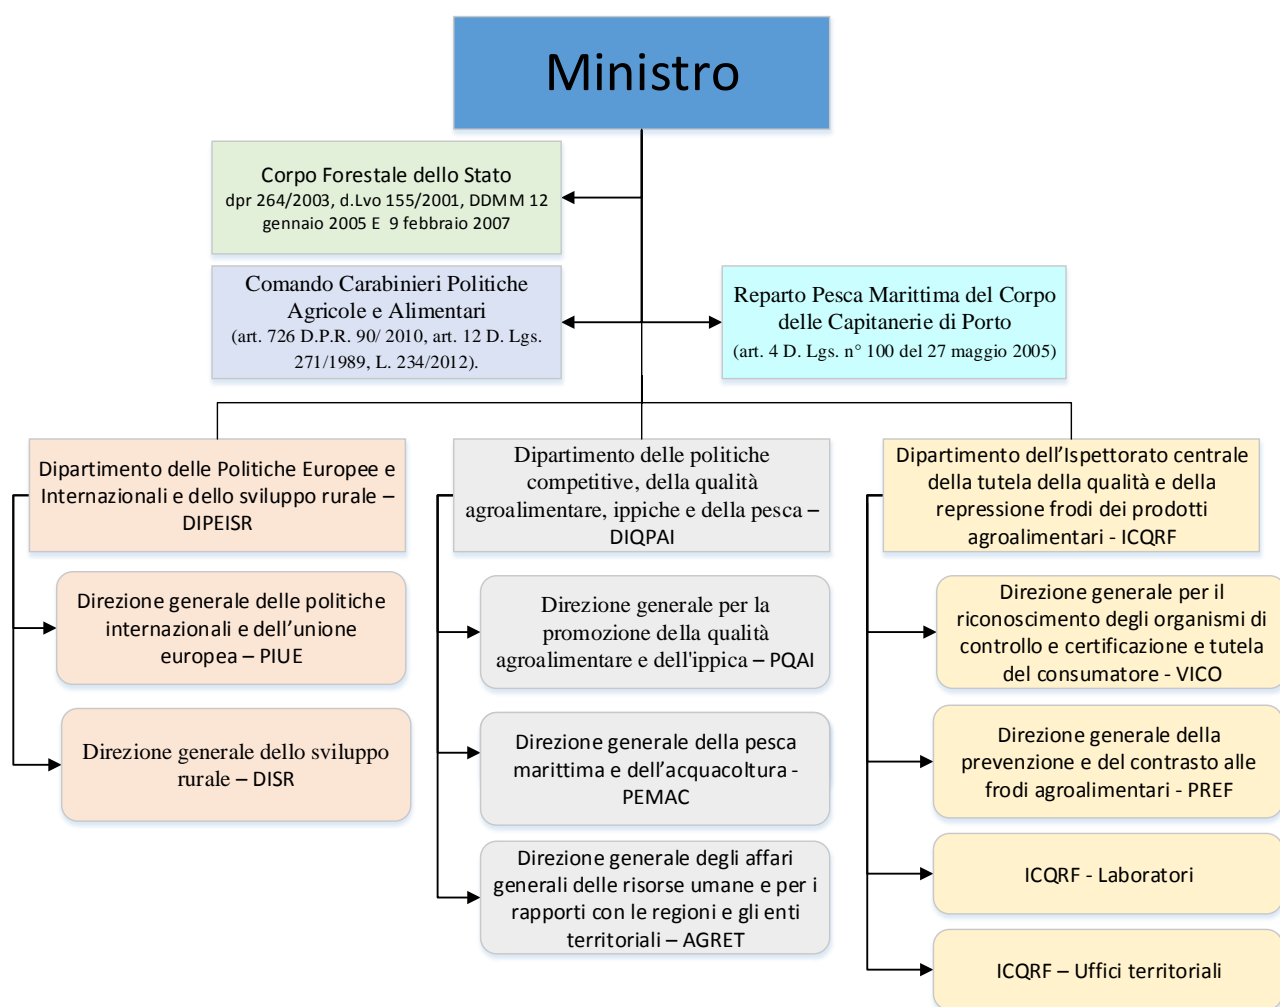 Ministro
Corpo Forestale dello Stato
dpr 264/2003, d.Lvo 155/2001, DDMM 12
gennaio 2005 E 9 febbraio 2007
Comando Carabinieri Politiche
Agricole e Alimentari
(art. 726 D.P.R. 90/ 2010, art. 12 D. Lgs.
271/1989, L. 234/2012).
Reparto Pesca Marittima del Corpo
delle Capitanerie di Porto
(art. 4 D. Lgs. n° 100 del 27 maggio 2005)
Dipartimento delle Politiche Europee e
Internazionali e dello sviluppo rurale –
DIPEISR
Direzione generale delle politiche
internazionali e dell’unione
europea – PIUE
Direzione generale dello sviluppo
rurale – DISR
Dipartimento delle politiche
competitive, della qualità
agroalimentare, ippiche e della pesca –
DIQPAI
Direzione generale per la
promozione della qualità
agroalimentare e dell'ippica – PQAI
Direzione generale della pesca
marittima e dell’acquacoltura -
PEMAC
Direzione generale degli affari
generali delle risorse umane e per i
rapporti con le regioni e gli enti
territoriali – AGRET
Dipartimento dell’Ispettorato centrale
della tutela della qualità e della
repressione frodi dei prodotti
agroalimentari - ICQRF
Direzione generale per il
riconoscimento degli organismi di
controllo e certificazione e tutela
del consumatore - VICO
Direzione generale della
prevenzione e del contrasto alle
frodi agroalimentari - PREF
ICQRF - Laboratori
ICQRF – Uffici territoriali